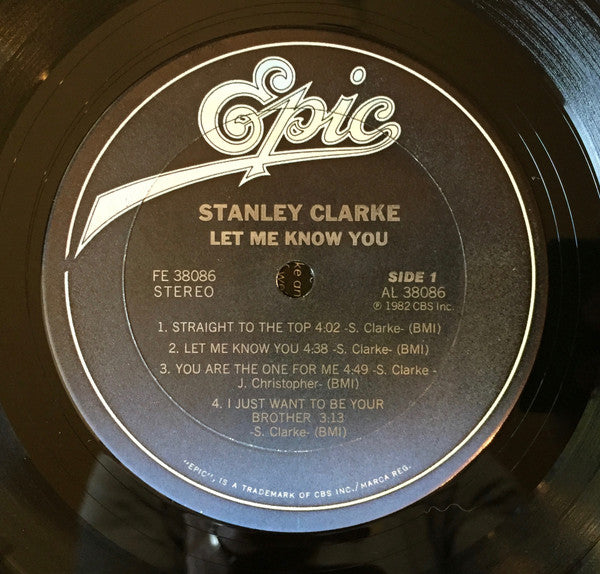 Epic
STANLEY CLARKE
LET ME KNOW YOU
FE 38086
STEREO
SIDE 1
AL 38086
℗ 1982 CBS Inc.
1. STRAIGHT TO THE TOP 4:02 -S. Clarke- (BMI)
2. LET ME KNOW YOU 4:38 -S. Clarke- (BMI)
3. YOU ARE THE ONE FOR ME 4:49 -S. Clarke -
J. Christopher- (BMI)
4. I JUST WANT TO BE YOUR
BROTHER 3:13
-S. Clarke- (BMI)
"EPIC", IS A TRADEMARK OF CBS INC./MARCA REG.